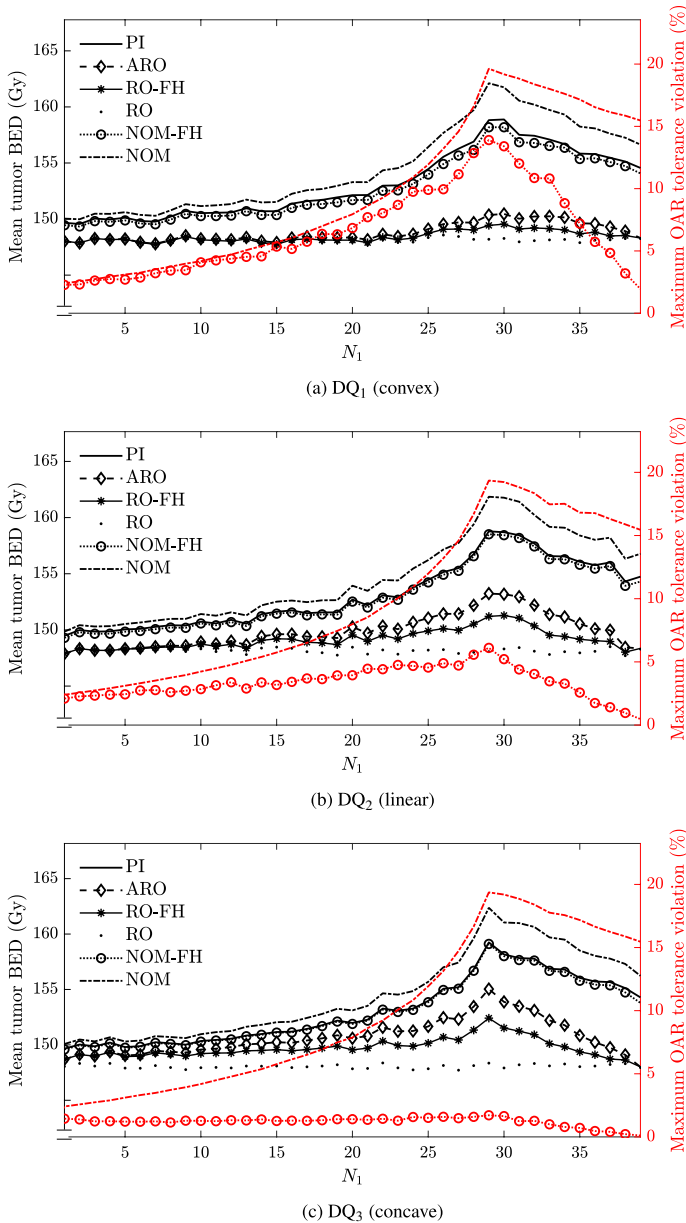 Mean tumor BED (Gy)
165
160
155
150
PI
ARO
RO-FH
RO
NOM-FH
NOM
5 10 15 20 25 30 35
N₁
20
15
10
5
0
Maximum OAR tolerance violation (%)
(a) DQ₁ (convex)
Mean tumor BED (Gy)
165
160
155
150
PI
ARO
RO-FH
RO
NOM-FH
NOM
5 10 15 20 25 30 35
N₁
20
15
10
5
0
Maximum OAR tolerance violation (%)
(b) DQ₂ (linear)
Mean tumor BED (Gy)
165
160
155
150
PI
ARO
RO-FH
RO
NOM-FH
NOM
5 10 15 20 25 30 35
N₁
20
15
10
5
0
Maximum OAR tolerance violation (%)
(c) DQ₃ (concave)